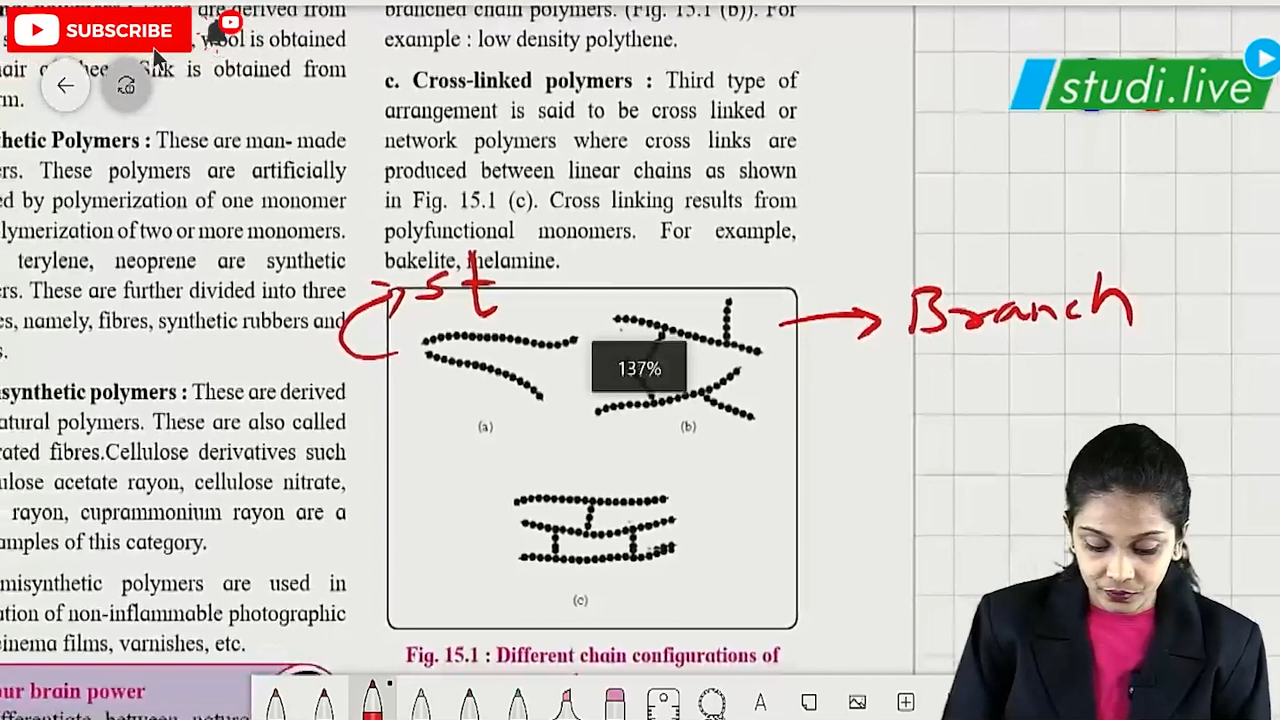 SUBSCRIBE
are derived from
wool is obtained
is obtained from
rm.
thetic Polymers : These are man- made
ers. These polymers are artificially
ed by polymerization of one monomer
lymerization of two or more monomers.
terylene, neoprene are synthetic
ers. These are further divided into three
es, namely, fibres, synthetic rubbers and
s.
synthetic polymers : These are derived
atural polymers. These are also called
rated fibres.Cellulose derivatives such
ulose acetate rayon, cellulose nitrate,
rayon, cuprammonium rayon are a
amples of this category.
misynthetic polymers are used in
ation of non-inflammable photographic
cinema films, varnishes, etc.
our brain power
branched chain polymers. (Fig. 15.1 (b)). For
example : low density polythene.
c. Cross-linked polymers : Third type of
arrangement is said to be cross linked or
network polymers where cross links are
produced between linear chains as shown
in Fig. 15.1 (c). Cross linking results from
polyfunctional monomers. For example,
bakelite, melamine.
st
Branch
137%
(a)
(b)
(c)
Fig. 15.1 : Different chain configurations of
studi.live
A